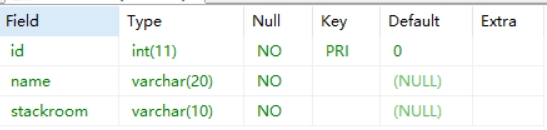 Field Type Null Key Default Extra
id int(11) NO PRI 0
name varchar(20) NO (NULL)
stackroom varchar(10) NO (NULL)